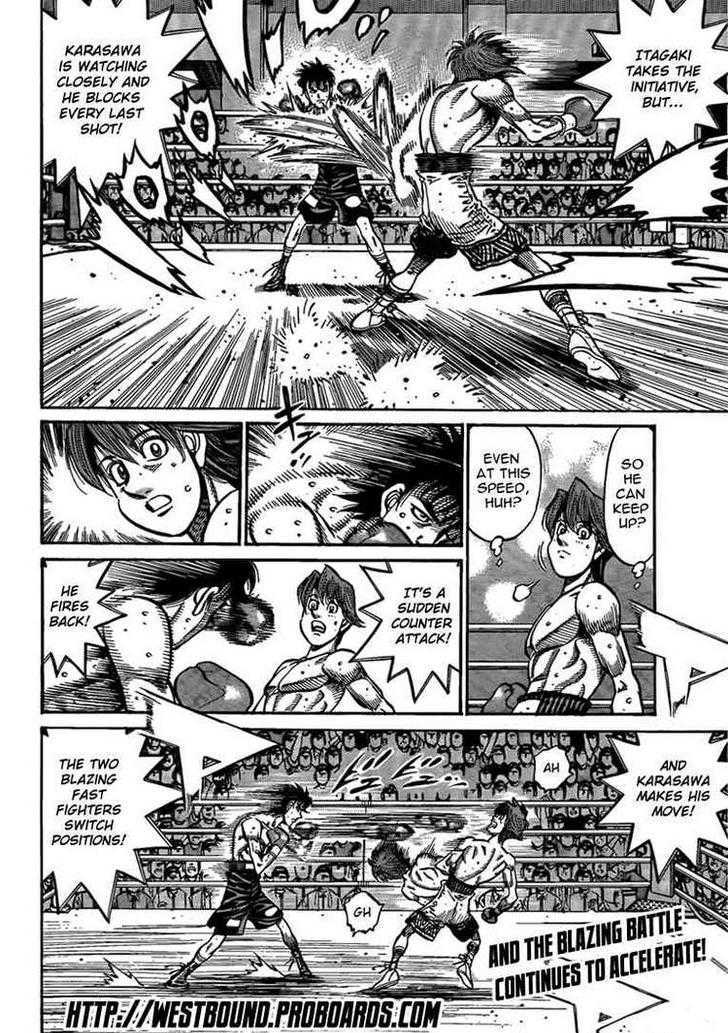 ITAGAKI
TAKES THE
INITIATIVE,
BUT...
KARASAWA
IS WATCHING
CLOSELY AND
HE BLOCKS
EVERY LAST
SHOT!
SO
HE
CAN
KEEP
UP?
EVEN
AT THIS
SPEED,
HUH?
IT'S A
SUDDEN
COUNTER
ATTACK!
HE
FIRES
BACK!
AND
KARASAWA
MAKES HIS
MOVE!
AH
THE TWO
BLAZING
FAST
FIGHTERS
SWITCH
POSITIONS!
GH
AND THE BLAZING BATTLE
CONTINUES TO ACCELERATE!
HTTP://WESTBOUND.PROBOARDS.COM